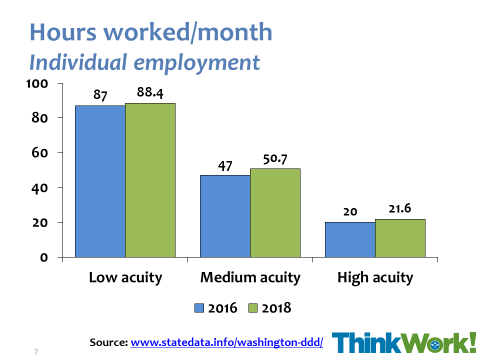 Hours worked/month
Individual employment
100
80
60
40
20
0
87
88.4
47
50.7
20
21.6
Low acuity
Medium acuity
High acuity
2016
2018
Source: www.statedata.info/washington-ddd/
ThinkWork!
7